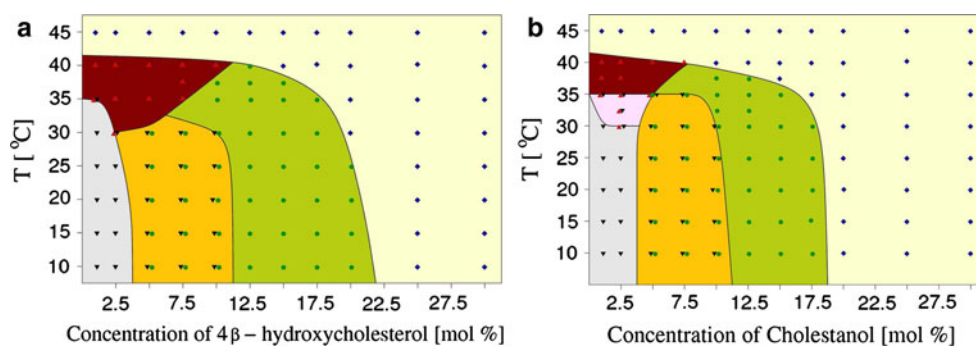 a
45
40
35
30
25
20
15
10
T [ °C]
2.5 7.5 12.5 17.5 22.5 27.5
Concentration of 4β – hydroxycholesterol [mol %]
b
45
40
35
30
25
20
15
10
T [ °C]
2.5 7.5 12.5 17.5 22.5 27.5
Concentration of Cholestanol [mol %]